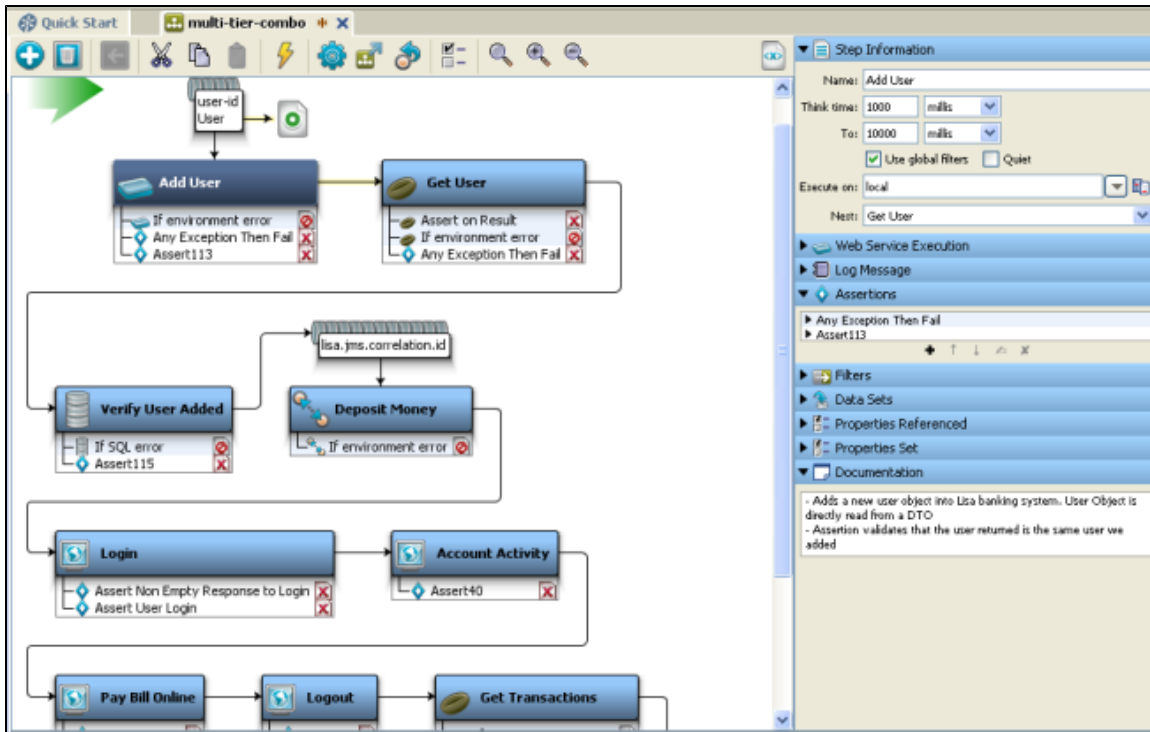 Quick Start
multi-tier-combo
user-id
User
Add User
If environment error
Any Exception Then Fail
Assert113
Get User
Assert on Result
If environment error
Any Exception Then Fail
lisa.jms.correlation.id
Verify User Added
If SQL error
Assert115
Deposit Money
If environment error
Login
Assert Non Empty Response to Login
Assert User Login
Account Activity
Assert40
Pay Bill Online
Logout
Get Transactions
Step Information
Name: Add User
Think time: 1000 millis
To: 10000 millis
Use global filters Quiet
Execute on: local
Next: Get User
Web Service Execution
Log Message
Assertions
Any Exception Then Fail
Assert113
Filters
Data Sets
Properties Referenced
Properties Set
Documentation
- Adds a new user object into Lisa banking system. User Object is
directly read from a DTO
- Assertion validates that the user returned is the same user we
added